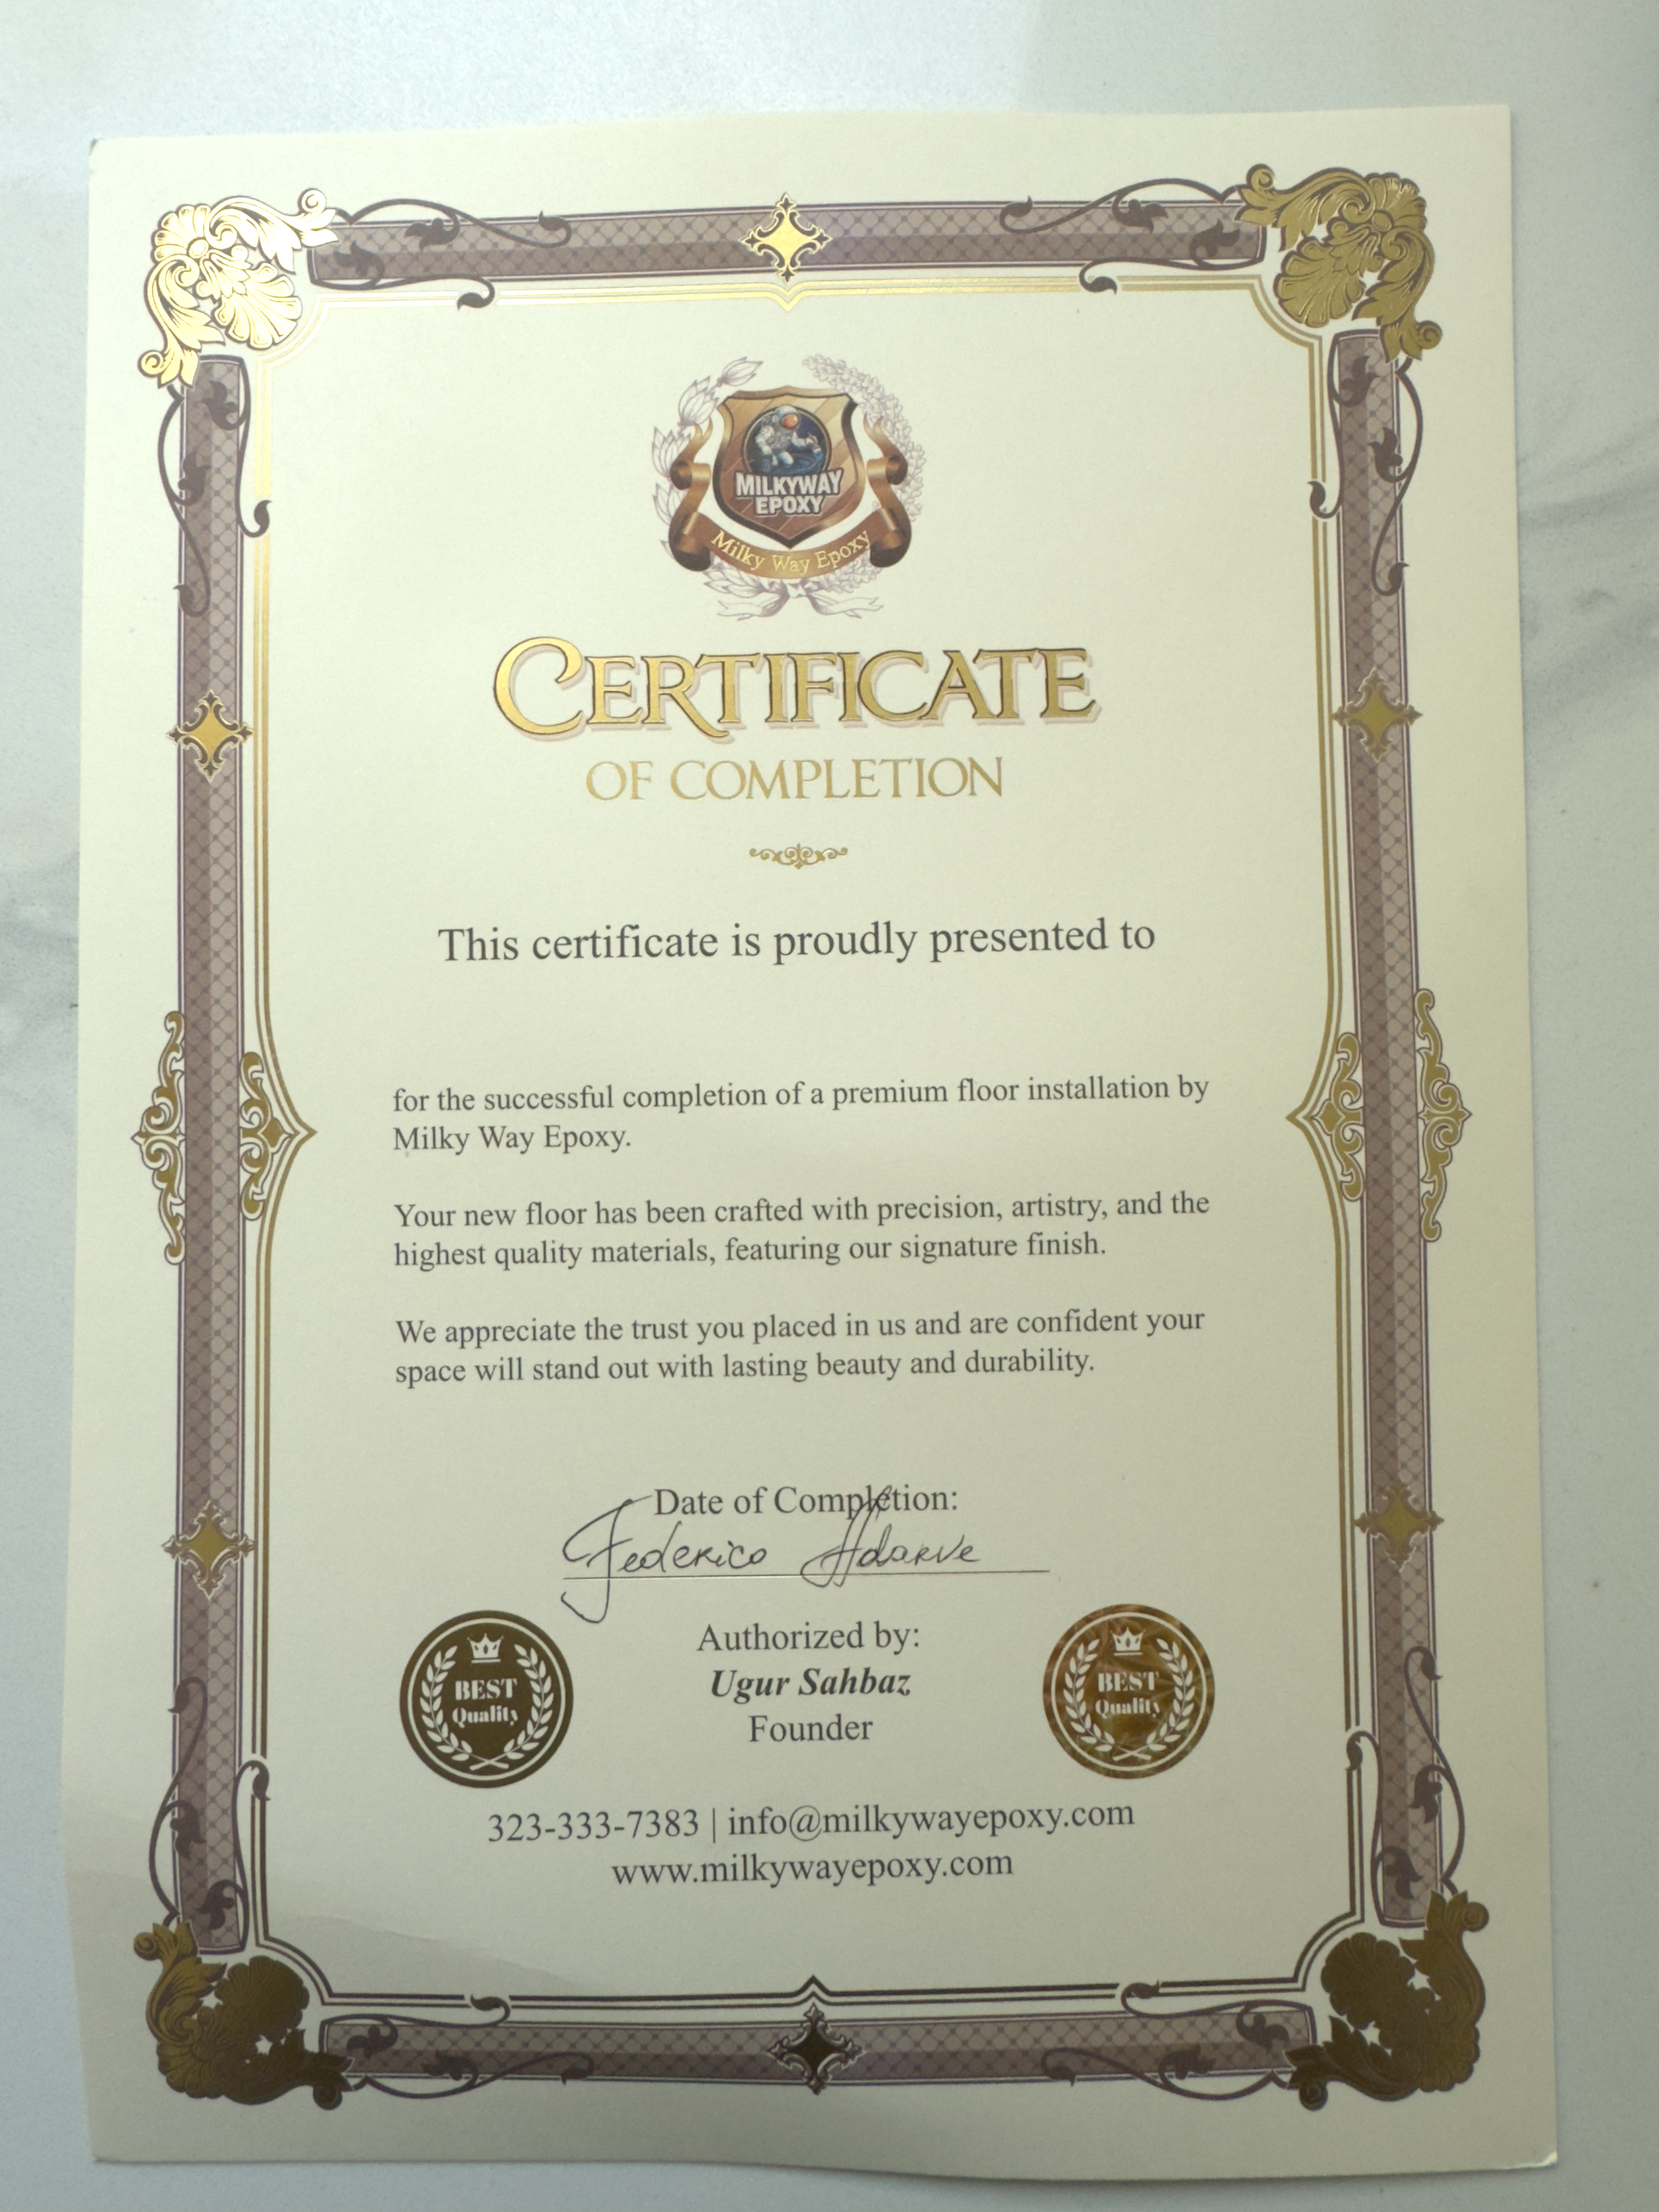 MILKYWAY
EPOXY
Milky Way Epoxy
CERTIFICATE
OF COMPLETION
This certificate is proudly presented to
for the successful completion of a premium floor installation by
Milky Way Epoxy.
Your new floor has been crafted with precision, artistry, and the
highest quality materials, featuring our signature finish.
We appreciate the trust you placed in us and are confident your
space will stand out with lasting beauty and durability.
Date of Completion:
Federico Adarve
Authorized by:
Ugur Sahbaz
Founder
BEST
Quality
BEST
Quality
323-333-7383 | info@milkywayepoxy.com
www.milkywayepoxy.com